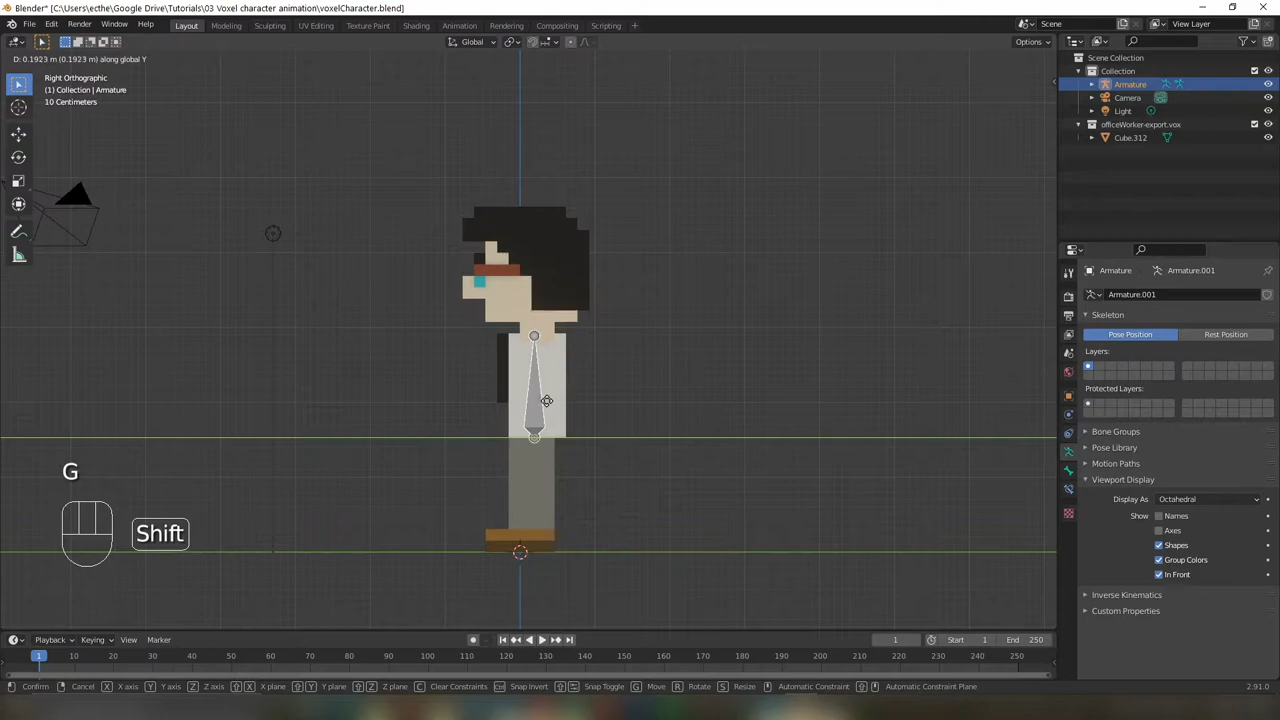 Blender* [C:\Users\ecthe\Google Drive\Tutorials\03 Voxel character animation\voxelCharacter.blend]
File Edit Render Window Help Layout Modeling Sculpting UV Editing Texture Paint Shading Animation Rendering Compositing Scripting + Scene View Layer
Global Options
D: 0.1923 m (0.1923 m) along global Y
Right Orthographic
(1) Collection | Armature
10 Centimeters
Scene Collection
Collection
Armature
Camera
Light
officeWorker-export.vox
Cube.312
Armature Armature.001
Armature.001
Skeleton
Pose Position Rest Position
Layers:
Protected Layers:
Bone Groups
Pose Library
Motion Paths
Viewport Display
Display As Octahedral
Show Names
Axes
Shapes
Group Colors
In Front
Inverse Kinematics
Custom Properties
G
Shift
Playback Keying View Marker 1 Start 1 End 250
1 10 20 30 40 50 60 70 80 90 100 110 120 130 140 150 160 170 180 190 200 210 220 230 240 250
Confirm Cancel X X axis Y Y axis Z Z axis X X plane Y Y plane Z Z plane C Clear Constraints Ctrl Snap Invert Snap Toggle G Move R Rotate S Resize Automatic Constraint Automatic Constraint Plane 2.91.0